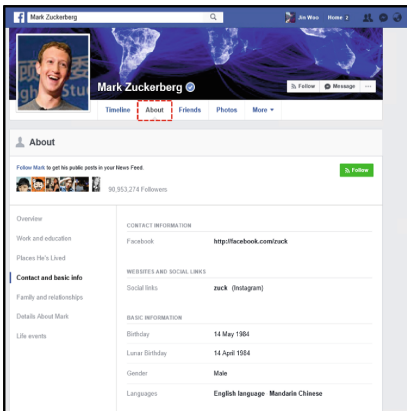 Mark Zuckerberg
Jin Woo Home
Mark Zuckerberg
Follow Message
Timeline About Friends Photos More
About
Follow Mark to get his public posts in your News Feed.
Follow
90,953,274 Followers
Overview
CONTACT INFORMATION
Work and education
Facebook http://facebook.com/zuck
Places He's Lived
WEBSITES AND SOCIAL LINKS
Contact and basic info
Social links zuck (Instagram)
Family and relationships
Details About Mark
BASIC INFORMATION
Life events
Birthday 14 May 1984
Lunar Birthday 14 April 1984
Gender Male
Languages English language Mandarin Chinese